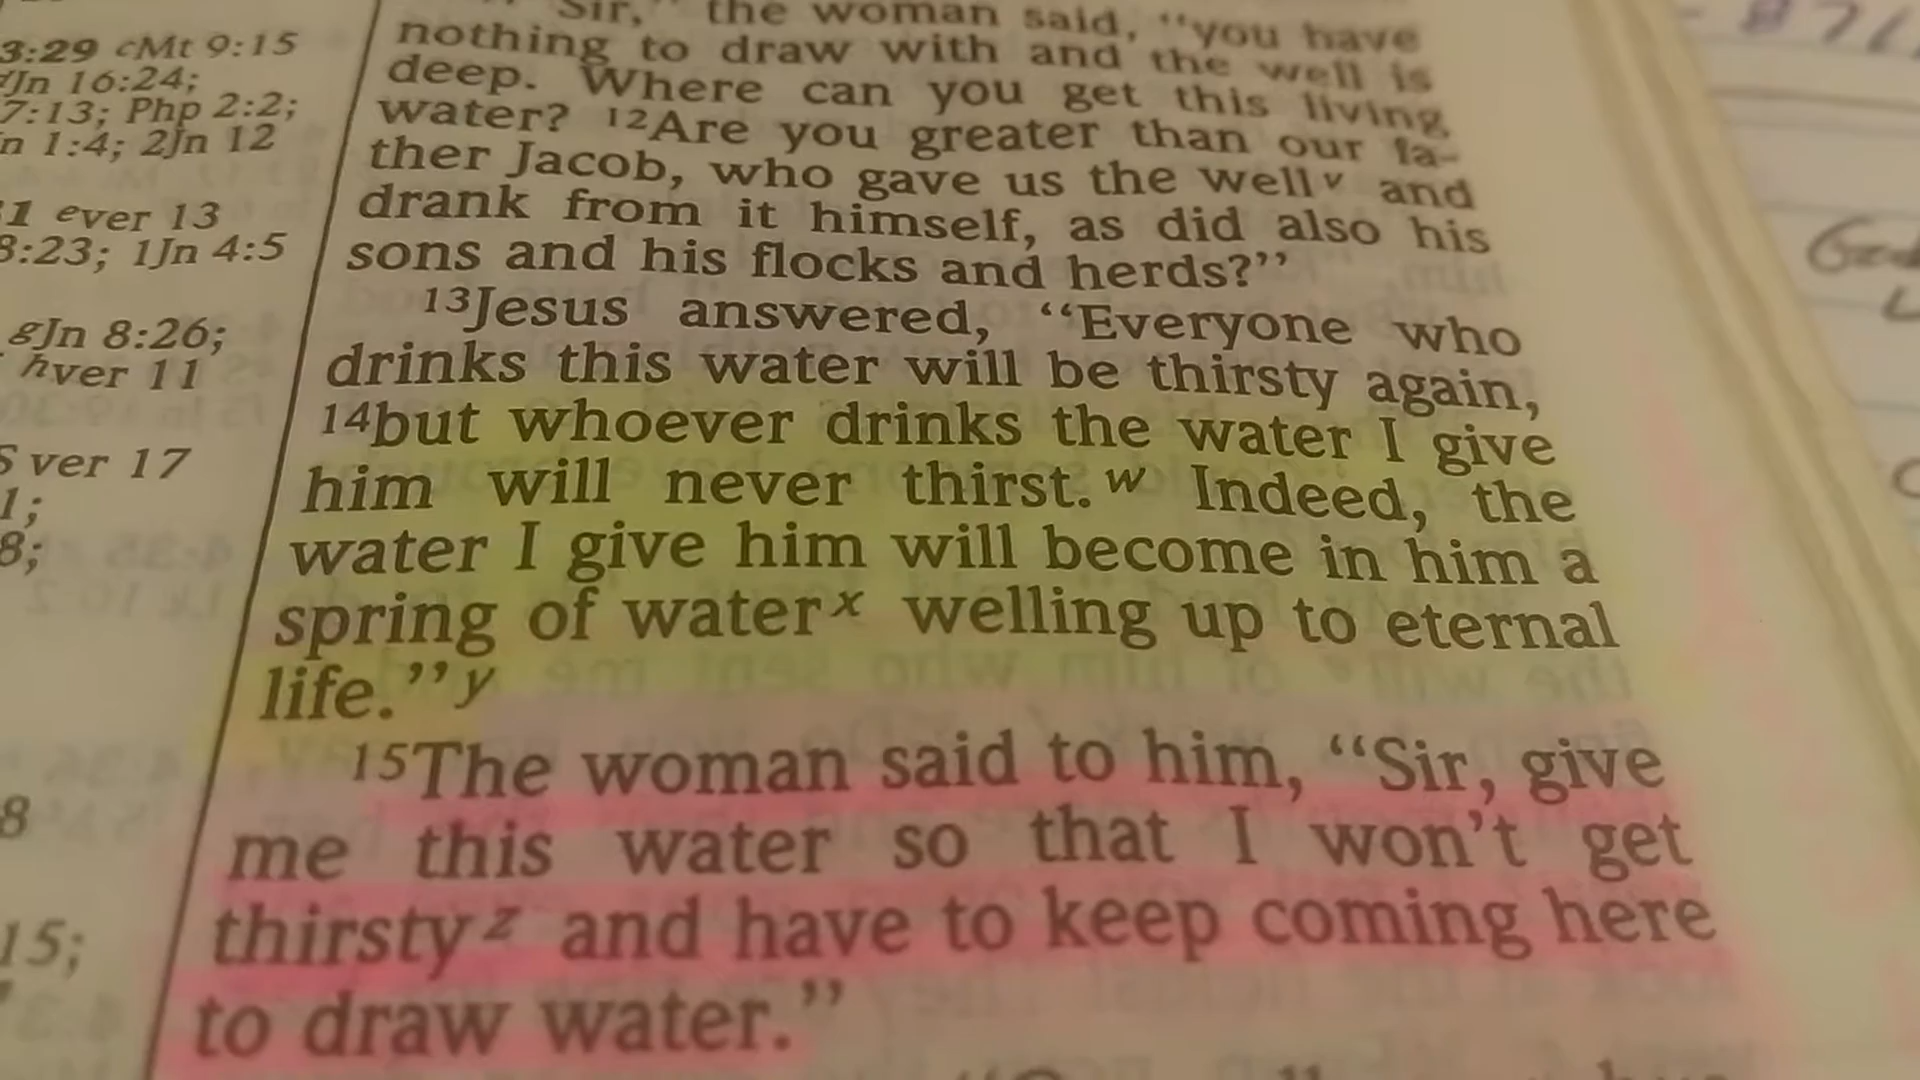 3:29 cMt 9:15
Jn 16:24;
7:13; Php 2:2;
n 1:4; 2Jn 12
1 ever 13
3:23; 1Jn 4:5
gJn 8:26;
hver 11
ver 17
1;
8;
8
15;
Sir," the woman said, "you have
nothing to draw with and the well is
deep. Where can you get this living
water? 12Are you greater than our fa-
ther Jacob, who gave us the wellv and
drank from it himself, as did also his
sons and his flocks and herds?"
13Jesus answered, "Everyone who
drinks this water will be thirsty again,
14but whoever drinks the water I give
him will never thirst.w Indeed, the
water I give him will become in him a
spring of waterx welling up to eternal
life."y
15The woman said to him, "Sir, give
me this water so that I won't get
thirstyz and have to keep coming here
to draw water."